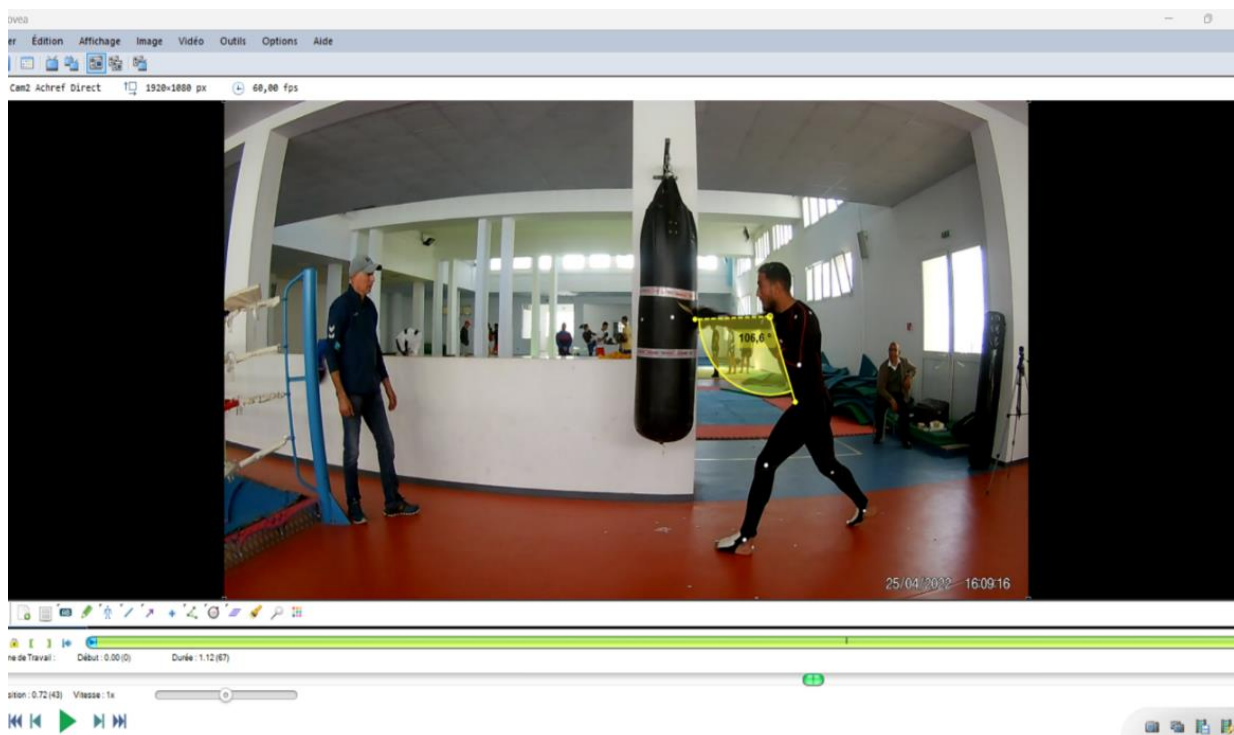 ovea
er Édition Affichage Image Vidéo Outils Options Aide
Cam2 Achref Direct 1920×1080 px 60,00 fps
106,6 °
25/04/2022 16:09:16
ne de Travail : Début : 0.00 (0) Durée : 1.12 (67)
sition : 0.72 (43) Vitesse : 1x